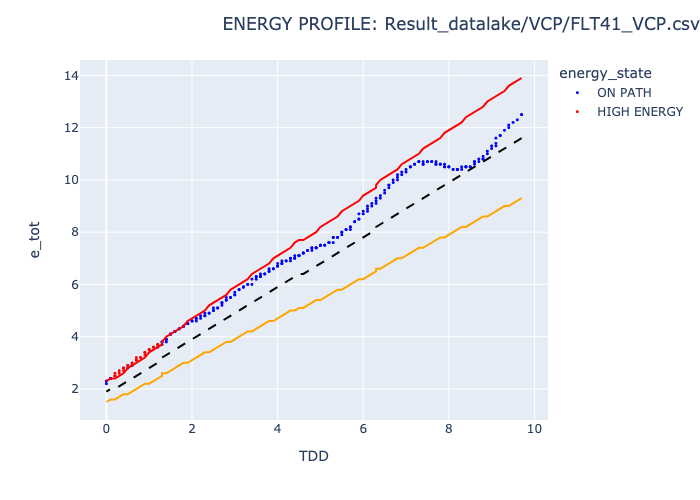 ENERGY PROFILE: Result_datalake/VCP/FLT41_VCP.csv
energy_state
ON PATH
HIGH ENERGY
14
12
10
8
6
4
2
e_tot
0 2 4 6 8 10
TDD